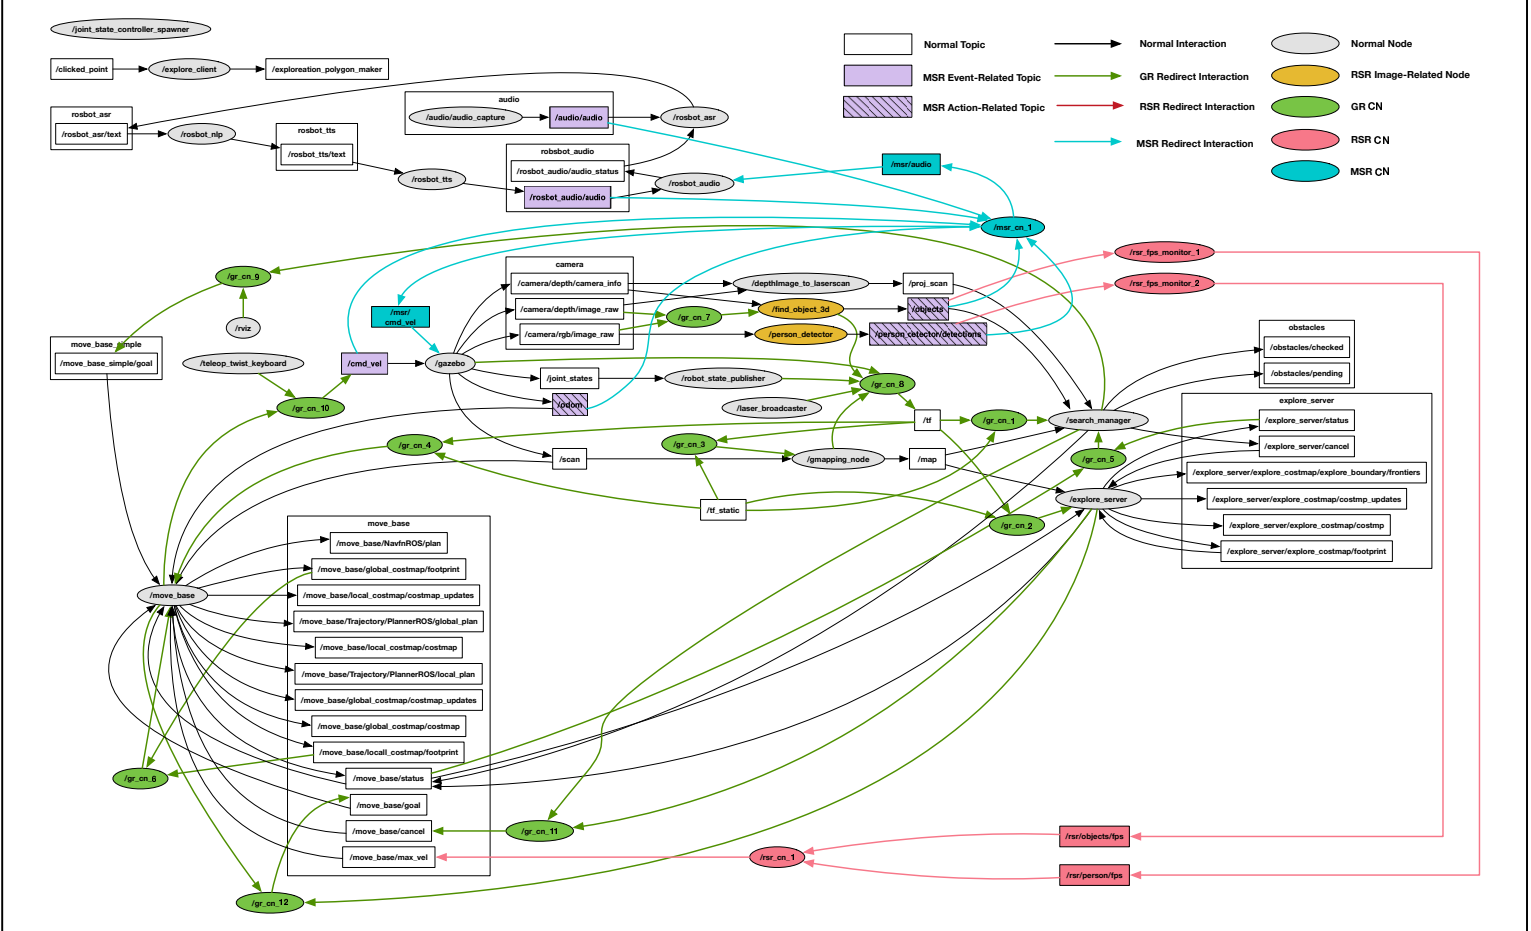 /joint_state_controller_spawner
/clicked_point
/explore_client
/exploreation_polygon_maker
rosbot_asr
/rosbot_asr/text
/rosbot_nlp
rosbot_tts
/rosbot_tts/text
/rosbot_tts
audio
/audio/audio_capture
/audio/audio
/rosbot_asr
robsbot_audio
/rosbot_audio/audio_status
/rosbet_audio/audio
/rosbot_audio
/msr/audio
/msr_cn_1
Normal Topic
MSR Event-Related Topic
MSR Action-Related Topic
Normal Interaction
GR Redirect Interaction
RSR Redirect Interaction
MSR Redirect Interaction
Normal Node
RSR Image-Related Node
GR CN
RSR CN
MSR CN
/rsr_fps_monitor_1
/rsr_fps_monitor_2
/gr_cn_9
/rviz
move_base_simple
/move_base_simple/goal
/teleop_twist_keyboard
/gr_cn_10
/cmd_vel
/msr/
cmd_vel
/gazebo
camera
/camera/depth/camera_info
/camera/depth/image_raw
/camera/rgb/image_raw
/gr_cn_7
/depthImage_to_laserscan
/find_object_3d
/person_detector
/proj_scan
/objects
/person_cetector/detections
/joint_states
/robot_state_publisher
/odom
/laser_broadcaster
/gr_cn_8
/tf
/gr_cn_1
/search_manager
/gr_cn_4
/scan
/gr_cn_3
/gmapping_node
/map
/gr_cn_5
/tf_static
/gr_cn_2
/explore_server
obstacles
/obstacles/checked
/obstacles/pending
explore_server
/explore_server/status
/explore_server/cancel
/explore_server/explore_costmap/explore_boundary/frontiers
/explore_server/explore_costmap/costmp_updates
/explore_server/explore_costmap/costmp
/explore_server/explore_costmap/footprint
/move_base
move_base
/move_base/NavfnROS/plan
/move_base/global_costmap/footprint
/move_base/local_costmap/costmap_updates
/move_base/Trajectory/PlannerROS/global_plan
/move_base/local_costmap/costmap
/move_base/Trajectory/PlannerROS/local_plan
/move_base/global_costmap/costmap_updates
/move_base/global_costmap/costmap
/move_base/locall_costmap/footprint
/move_base/status
/move_base/goal
/move_base/cancel
/move_base/max_vel
/gr_cn_6
/gr_cn_11
/gr_cn_12
/rsr_cn_1
/rsr/objects/fps
/rsr/person/fps